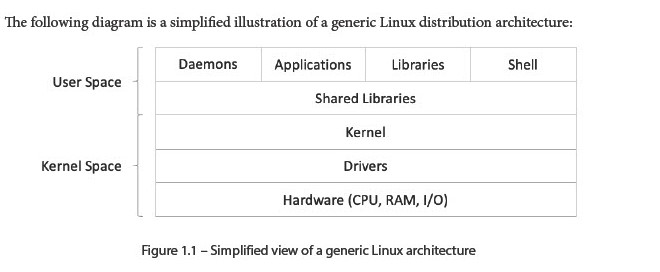 The following diagram is a simplified illustration of a generic Linux distribution architecture:
Daemons Applications Libraries Shell
User Space
Shared Libraries
Kernel
Kernel Space
Drivers
Hardware (CPU, RAM, I/O)
Figure 1.1 – Simplified view of a generic Linux architecture